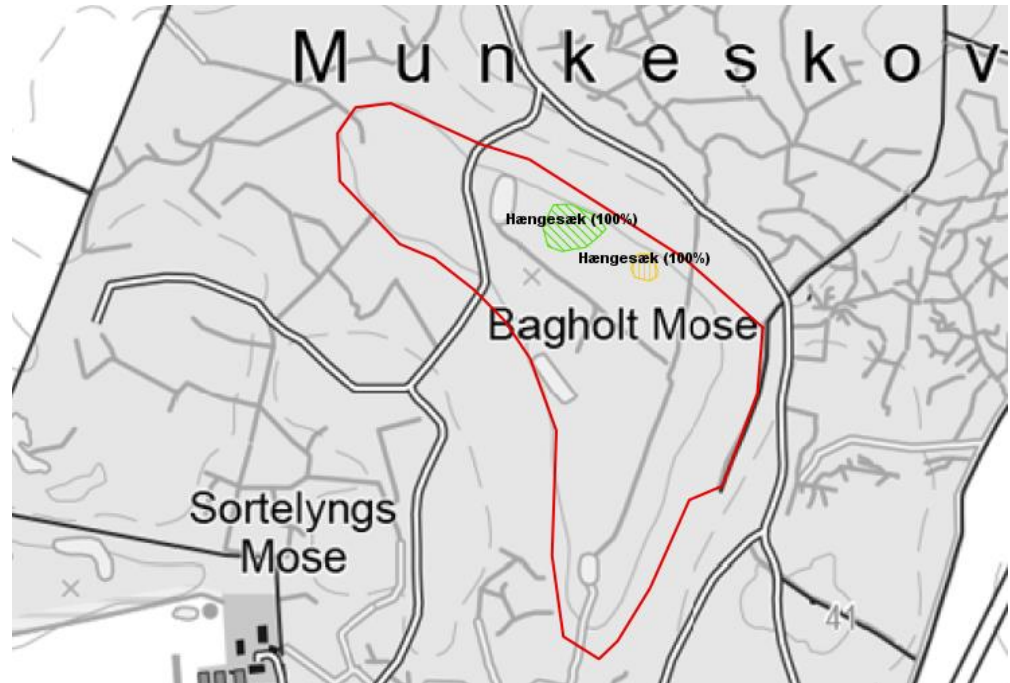 Munkeskov
Hængesæk (100%)
Hængesæk (100%)
Bagholt Mose
Sortelyngs
Mose
41